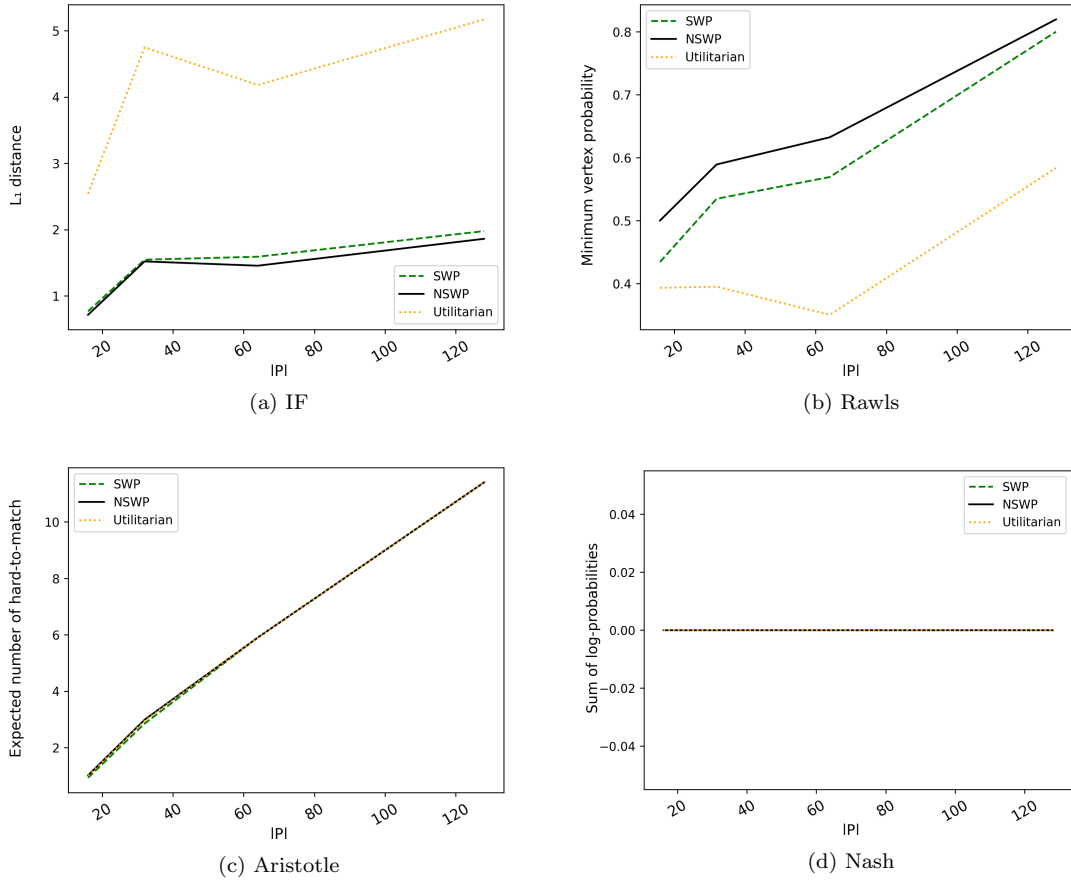 5
4
3
2
1
L₁ distance
SWP
NSWP
Utilitarian
20 40 60 80 100 120
|P|
(a) IF
0.8
0.7
0.6
0.5
0.4
Minimum vertex probability
SWP
NSWP
Utilitarian
20 40 60 80 100 120
|P|
(b) Rawls
10
8
6
4
2
Expected number of hard-to-match
SWP
NSWP
Utilitarian
20 40 60 80 100 120
|P|
(c) Aristotle
0.04
0.02
0.00
−0.02
−0.04
Sum of log-probabilities
SWP
NSWP
Utilitarian
20 40 60 80 100 120
|P|
(d) Nash